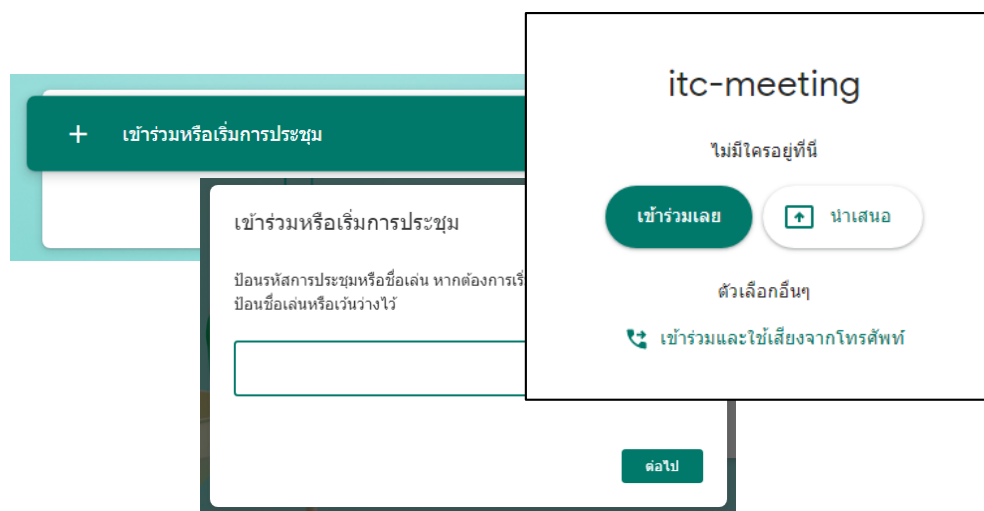 + เข้าร่วมหรือเริ่มการประชุม
เข้าร่วมหรือเริ่มการประชุม
ป้อนรหัสการประชุมหรือชื่อเล่น หากต้องการเริ่
ป้อนชื่อเล่นหรือเว้นว่างไว้
ต่อไป
itc-meeting
ไม่มีใครอยู่ที่นี่
เข้าร่วมเลย
นำเสนอ
ตัวเลือกอื่นๆ
เข้าร่วมและใช้เสียงจากโทรศัพท์